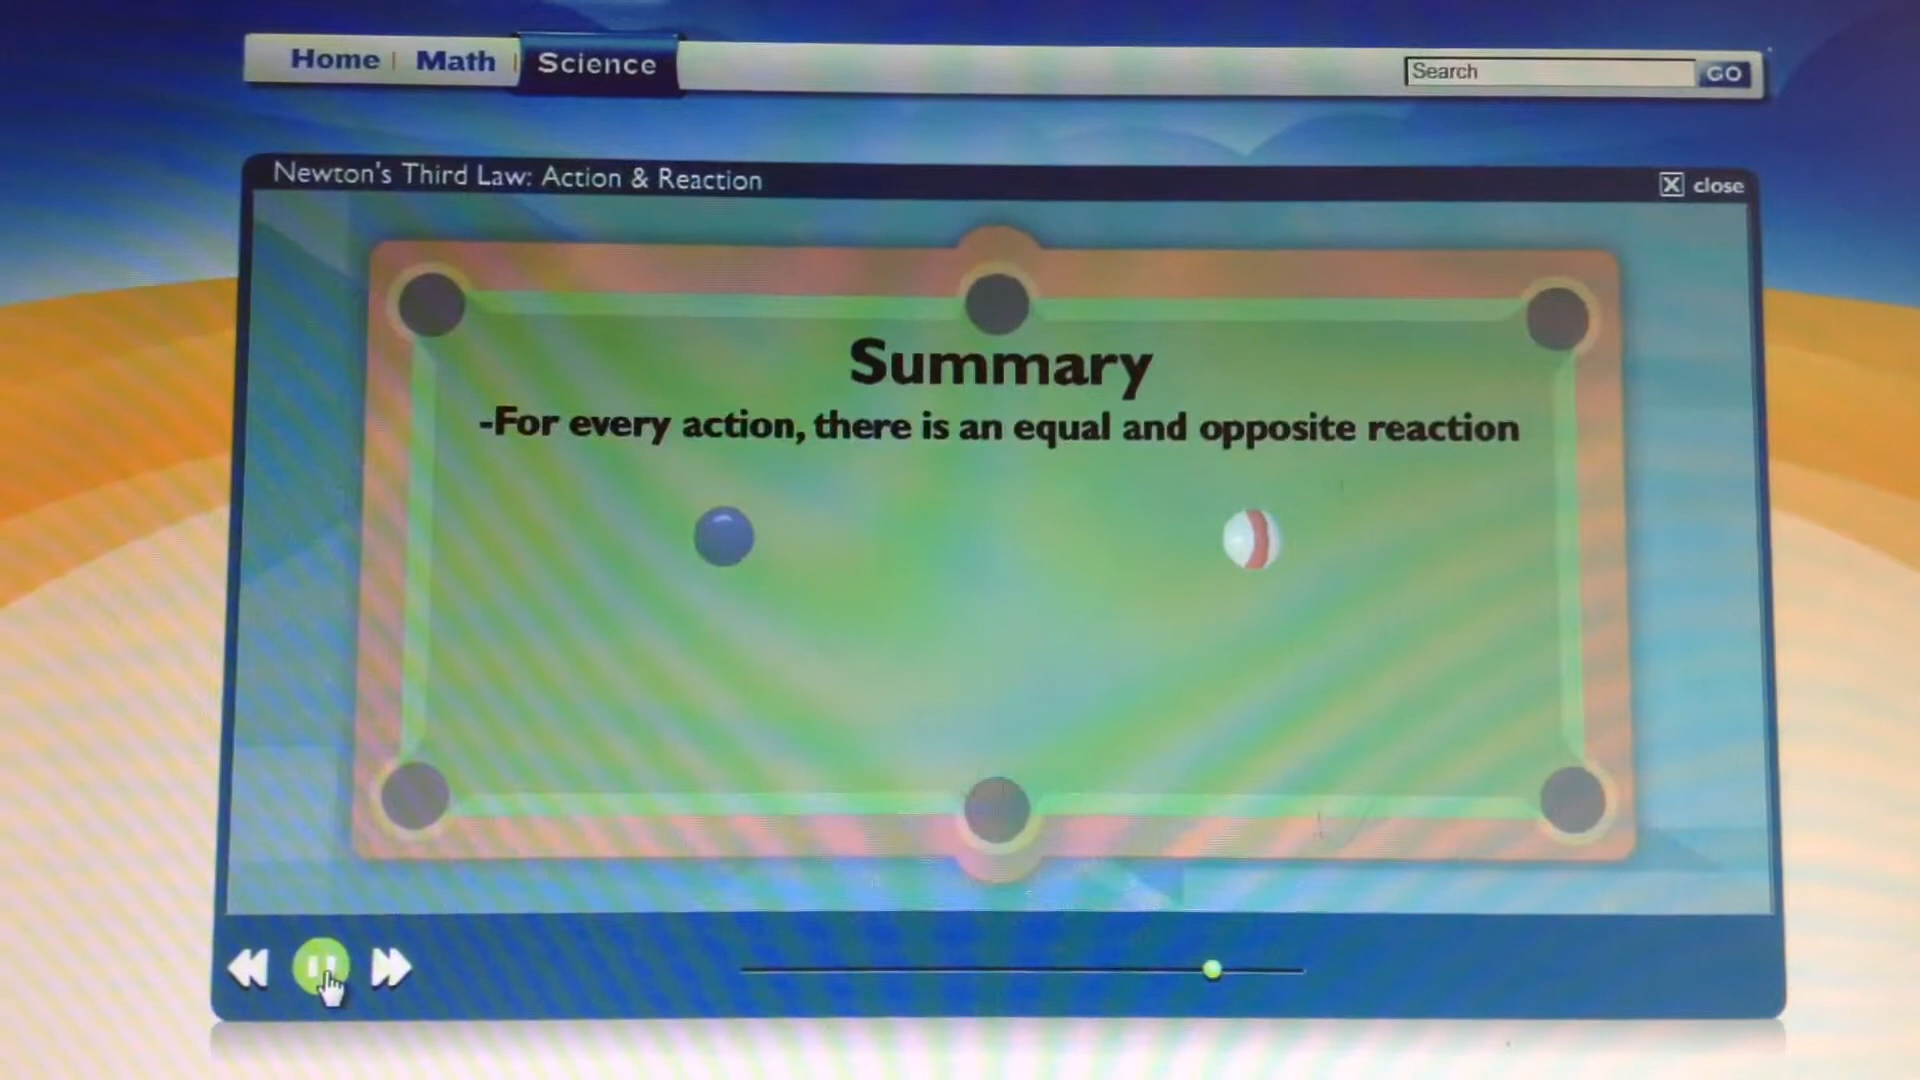 Home | Math | Science
Search GO
Newton's Third Law: Action & Reaction
X close
Summary
-For every action, there is an equal and opposite reaction